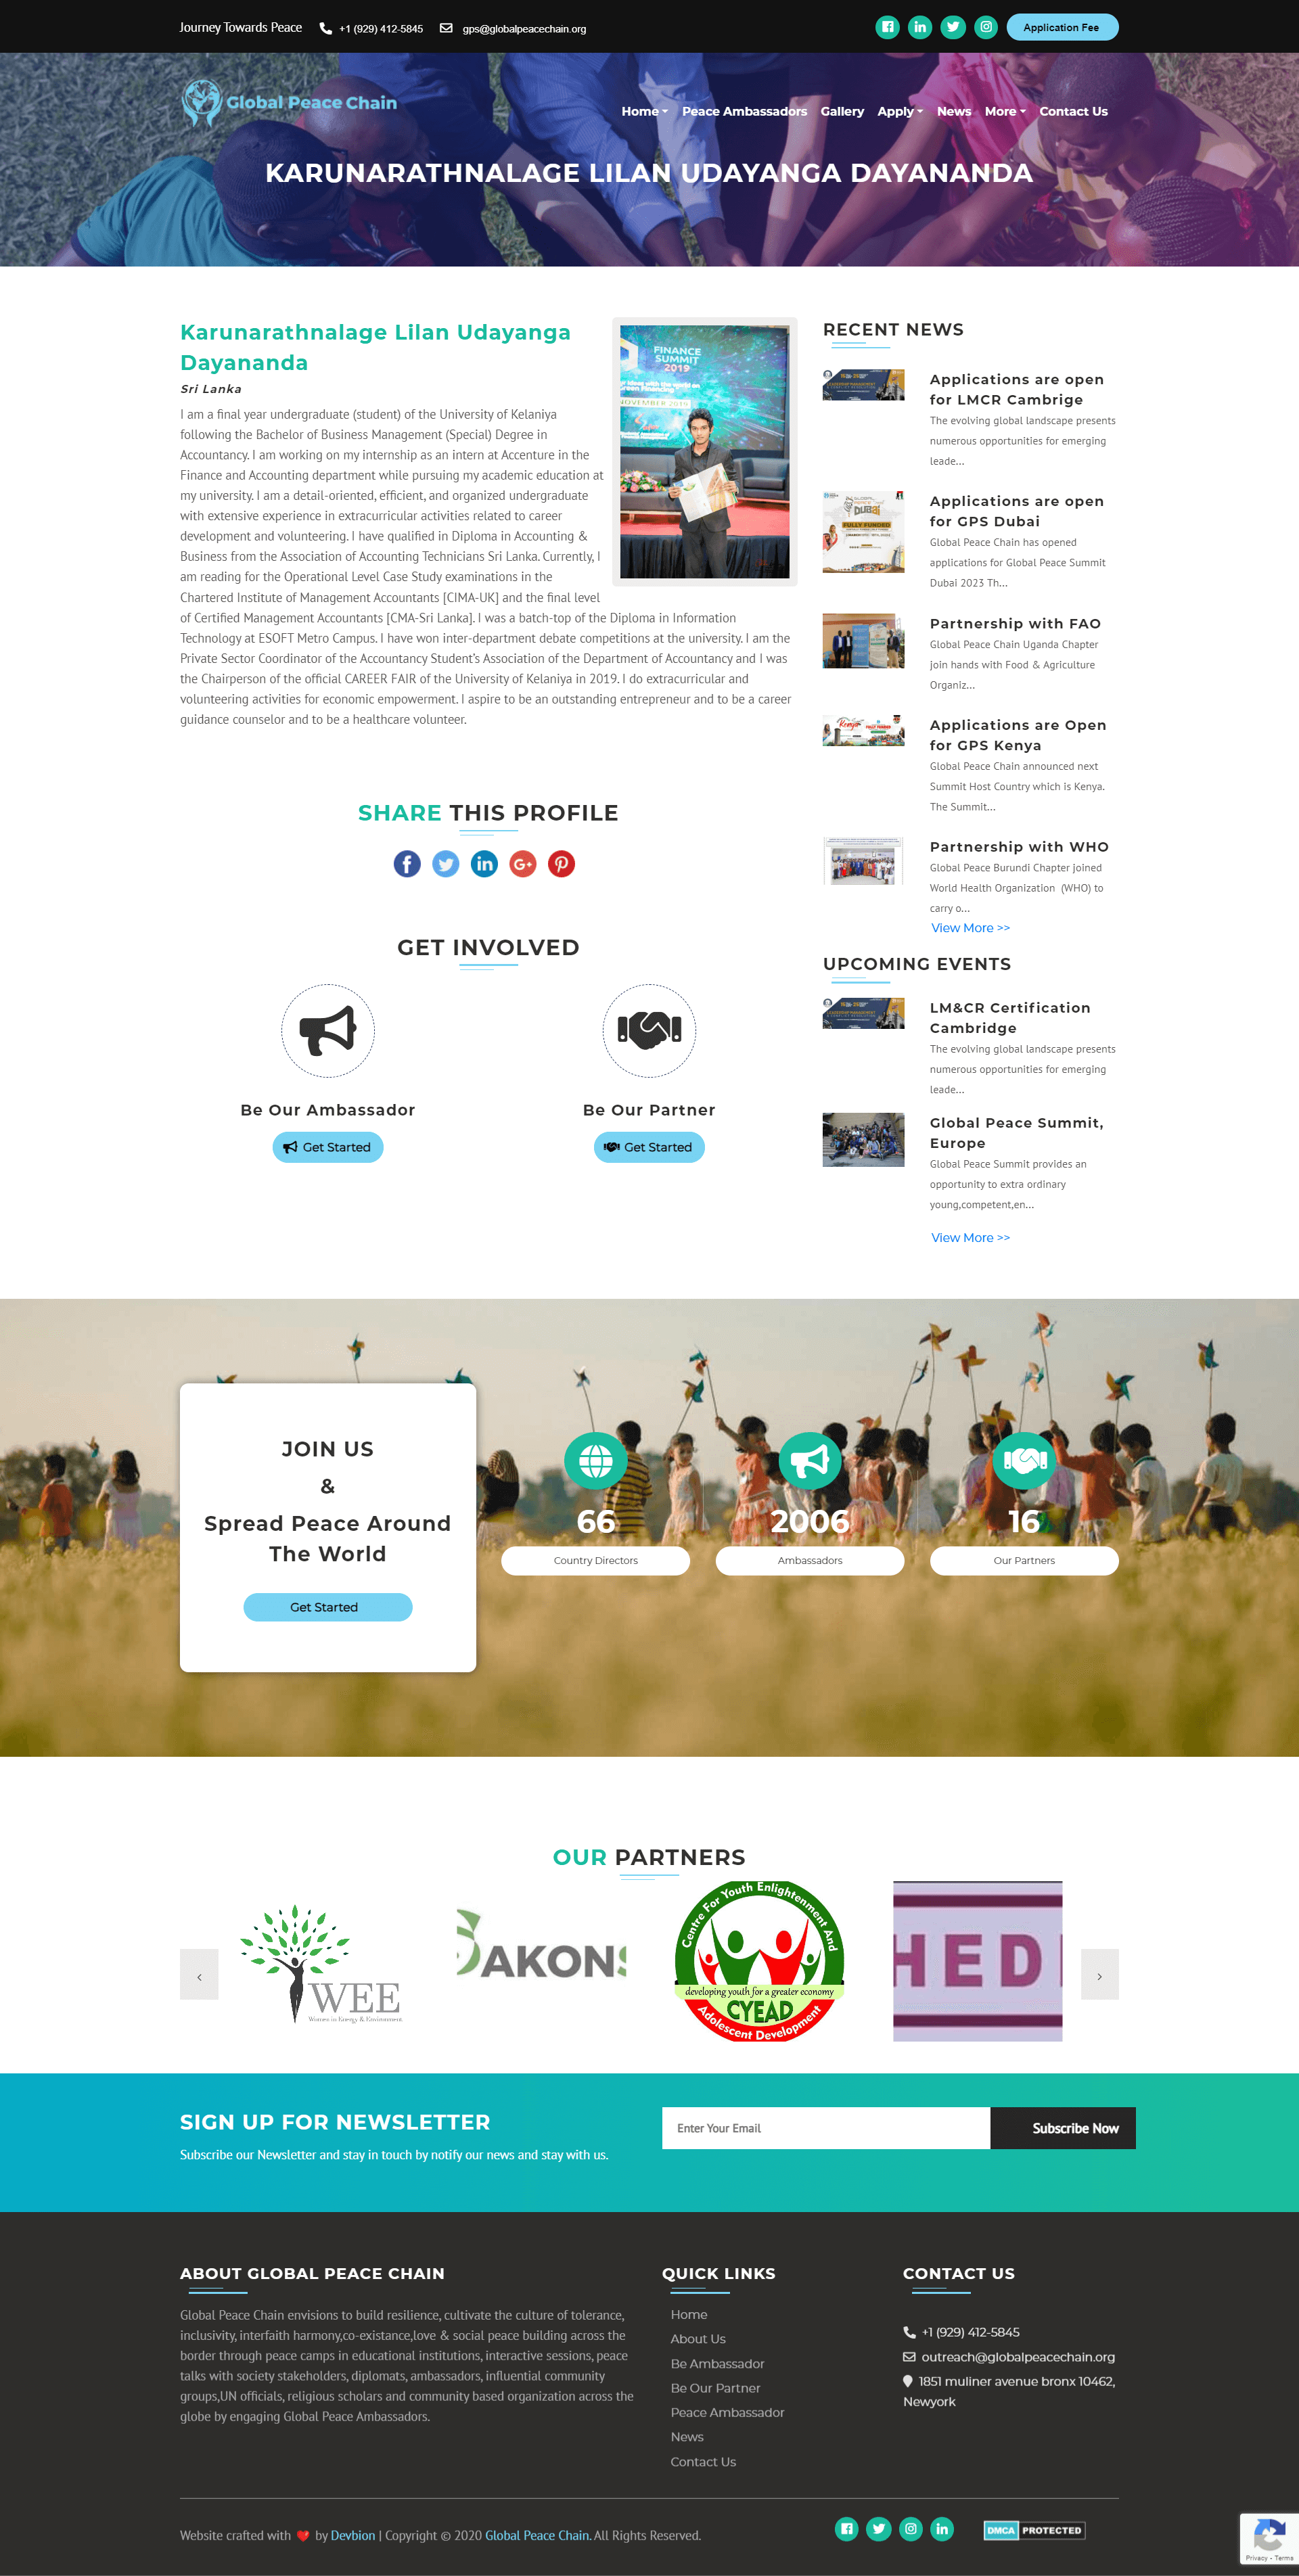 Journey Towards Peace
+1 (929) 412-5845
gps@globalpeacechain.org
Application Fee
Global Peace Chain
Home
Peace Ambassadors
Gallery
Apply
News
More
Contact Us
KARUNARATHNALAGE LILAN UDAYANGA DAYANANDA
Karunarathnalage Lilan Udayanga
Dayananda
Sri Lanka
I am a final year undergraduate (student) of the University of Kelaniya
following the Bachelor of Business Management (Special) Degree in
Accountancy. I am working on my internship as an intern at Accenture in the
Finance and Accounting department while pursuing my academic education at
my university. I am a detail-oriented, efficient, and organized undergraduate
with extensive experience in extracurricular activities related to career
development and volunteering. I have qualified in Diploma in Accounting &
Business from the Association of Accounting Technicians Sri Lanka. Currently, I
am reading for the Operational Level Case Study examinations in the
Chartered Institute of Management Accountants [CIMA-UK] and the final level
of Certified Management Accountants [CMA-Sri Lanka]. I was a batch-top of the Diploma in Information
Technology at ESOFT Metro Campus. I have won inter-department debate competitions at the university. I am the
Private Sector Coordinator of the Accountancy Student's Association of the Department of Accountancy and I was
the Chairperson of the official CAREER FAIR of the University of Kelaniya in 2019. I do extracurricular and
volunteering activities for economic empowerment. I aspire to be an outstanding entrepreneur and to be a career
guidance counselor and to be a healthcare volunteer.
FINANCE
SUMMIT
2019
NOVEMBER 2019
SHARE THIS PROFILE
GET INVOLVED
Be Our Ambassador
Get Started
Be Our Partner
Get Started
RECENT NEWS
Applications are open
for LMCR Cambrige
The evolving global landscape presents
numerous opportunities for emerging
leade...
Applications are open
for GPS Dubai
Global Peace Chain has opened
applications for Global Peace Summit
Dubai 2023 Th...
DUBAI
FULLY FUNDED
Partnership with FAO
Global Peace Chain Uganda Chapter
join hands with Food & Agriculture
Organiz...
Applications are Open
for GPS Kenya
Global Peace Chain announced next
Summit Host Country which is Kenya.
The Summit...
Kenya
Partnership with WHO
Global Peace Burundi Chapter joined
World Health Organization (WHO) to
carry o...
View More >>
UPCOMING EVENTS
LM&CR Certification
Cambridge
The evolving global landscape presents
numerous opportunities for emerging
leade...
Global Peace Summit,
Europe
Global Peace Summit provides an
opportunity to extra ordinary
young,competent,en...
View More >>
JOIN US
&
Spread Peace Around
The World
Get Started
66
Country Directors
2006
Ambassadors
16
Our Partners
OUR PARTNERS
WEE
Women in Energy & Environment
AKONS
Centre For Youth Enlightenment And
developing youth for a greater economy
CYEAD
Adolescent Development
HEDI
SIGN UP FOR NEWSLETTER
Subscribe our Newsletter and stay in touch by notify our news and stay with us.
Enter Your Email
Subscribe Now
ABOUT GLOBAL PEACE CHAIN
Global Peace Chain envisions to build resilience, cultivate the culture of tolerance,
inclusivity, interfaith harmony,co-existance,love & social peace building across the
border through peace camps in educational institutions, interactive sessions, peace
talks with society stakeholders, diplomats, ambassadors, influential community
groups,UN officials, religious scholars and community based organization across the
globe by engaging Global Peace Ambassadors.
QUICK LINKS
Home
About Us
Be Ambassador
Be Our Partner
Peace Ambassador
News
Contact Us
CONTACT US
+1 (929) 412-5845
outreach@globalpeacechain.org
1851 muliner avenue bronx 10462,
Newyork
Website crafted with ❤ by Devbion | Copyright © 2020 Global Peace Chain. All Rights Reserved.
DMCA PROTECTED
Privacy - Terms